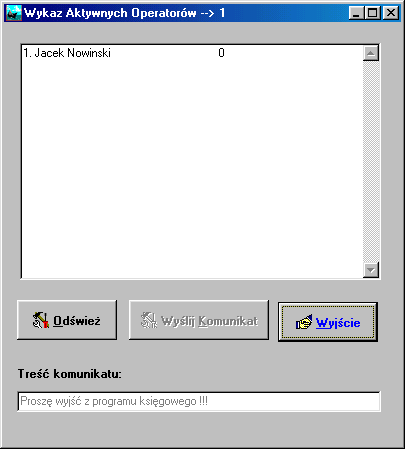 Wykaz Aktywnych Operatorów --> 1
1. Jacek Nowinski 0
Odśwież Wyślij Komunikat Wyjście
Treść komunikatu:
Proszę wyjść z programu księgowego !!!